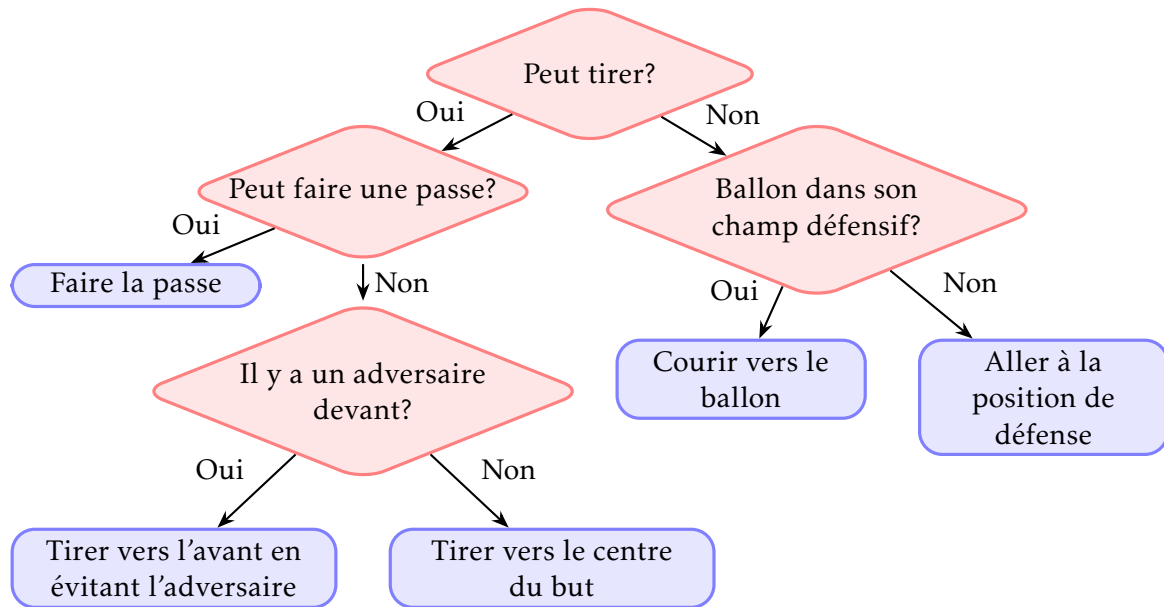 Peut tirer?
Oui
Non
Peut faire une passe?
Ballon dans son
champ défensif?
Oui
Faire la passe
Non
Oui
Non
Il y a un adversaire
devant?
Courir vers le
ballon
Aller à la
position de
défense
Oui
Non
Tirer vers l'avant en
évitant l'adversaire
Tirer vers le centre
du but